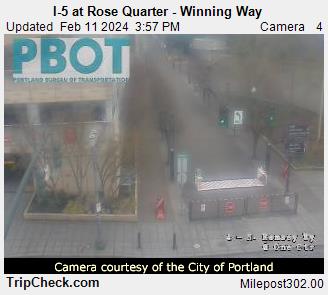 I-5 at Rose Quarter - Winning Way
Updated Feb 11 2024 3:57 PM Camera 4
PBOT
PORTLAND BUREAU OF TRANSPORTATION
Camera courtesy of the City of Portland
TripCheck.com Milepost302.00